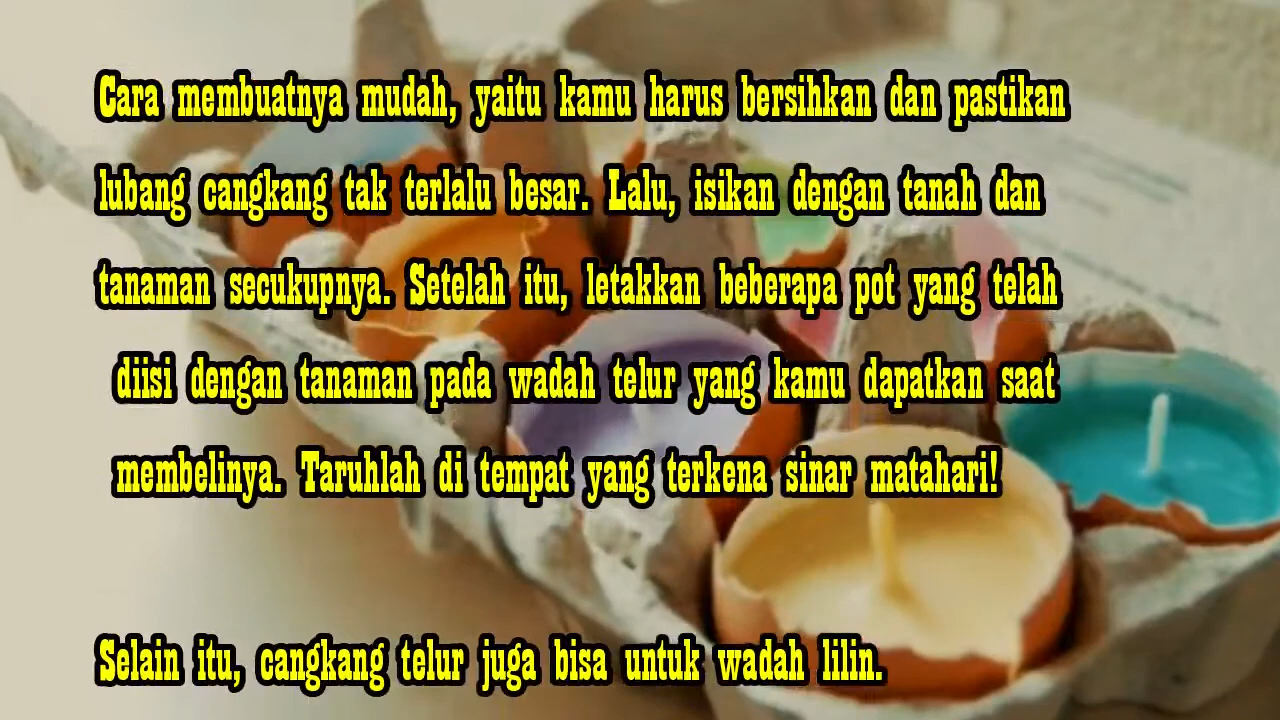 Cara membuatnya mudah, yaitu kamu harus bersihkan dan pastikan
lubang cangkang tak terlalu besar. Lalu, isikan dengan tanah dan
tanaman secukupnya. Setelah itu, letakkan beberapa pot yang telah
diisi dengan tanaman pada wadah telur yang kamu dapatkan saat
membelinya. Taruhlah di tempat yang terkena sinar matahari!
Selain itu, cangkang telur juga bisa untuk wadah lilin.